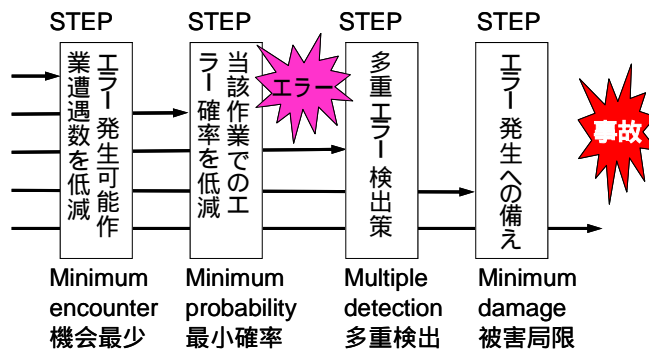 STEP
STEP
STEP
STEP
エラー発生可能作
業遭遇数を低減
当該作業でのエ
ラー確率を低減
エラー
多重エラー検出策
エラー発生への備え
事故
Minimum
encounter
機会最少
Minimum
probability
最小確率
Multiple
detection
多重検出
Minimum
damage
被害局限